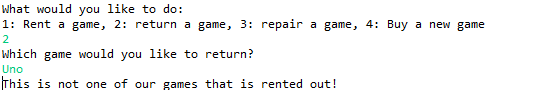 What would you like to do:
1: Rent a game, 2: return a game, 3: repair a game, 4: Buy a new game
2
Which game would you like to return?
Uno
This is not one of our games that is rented out!